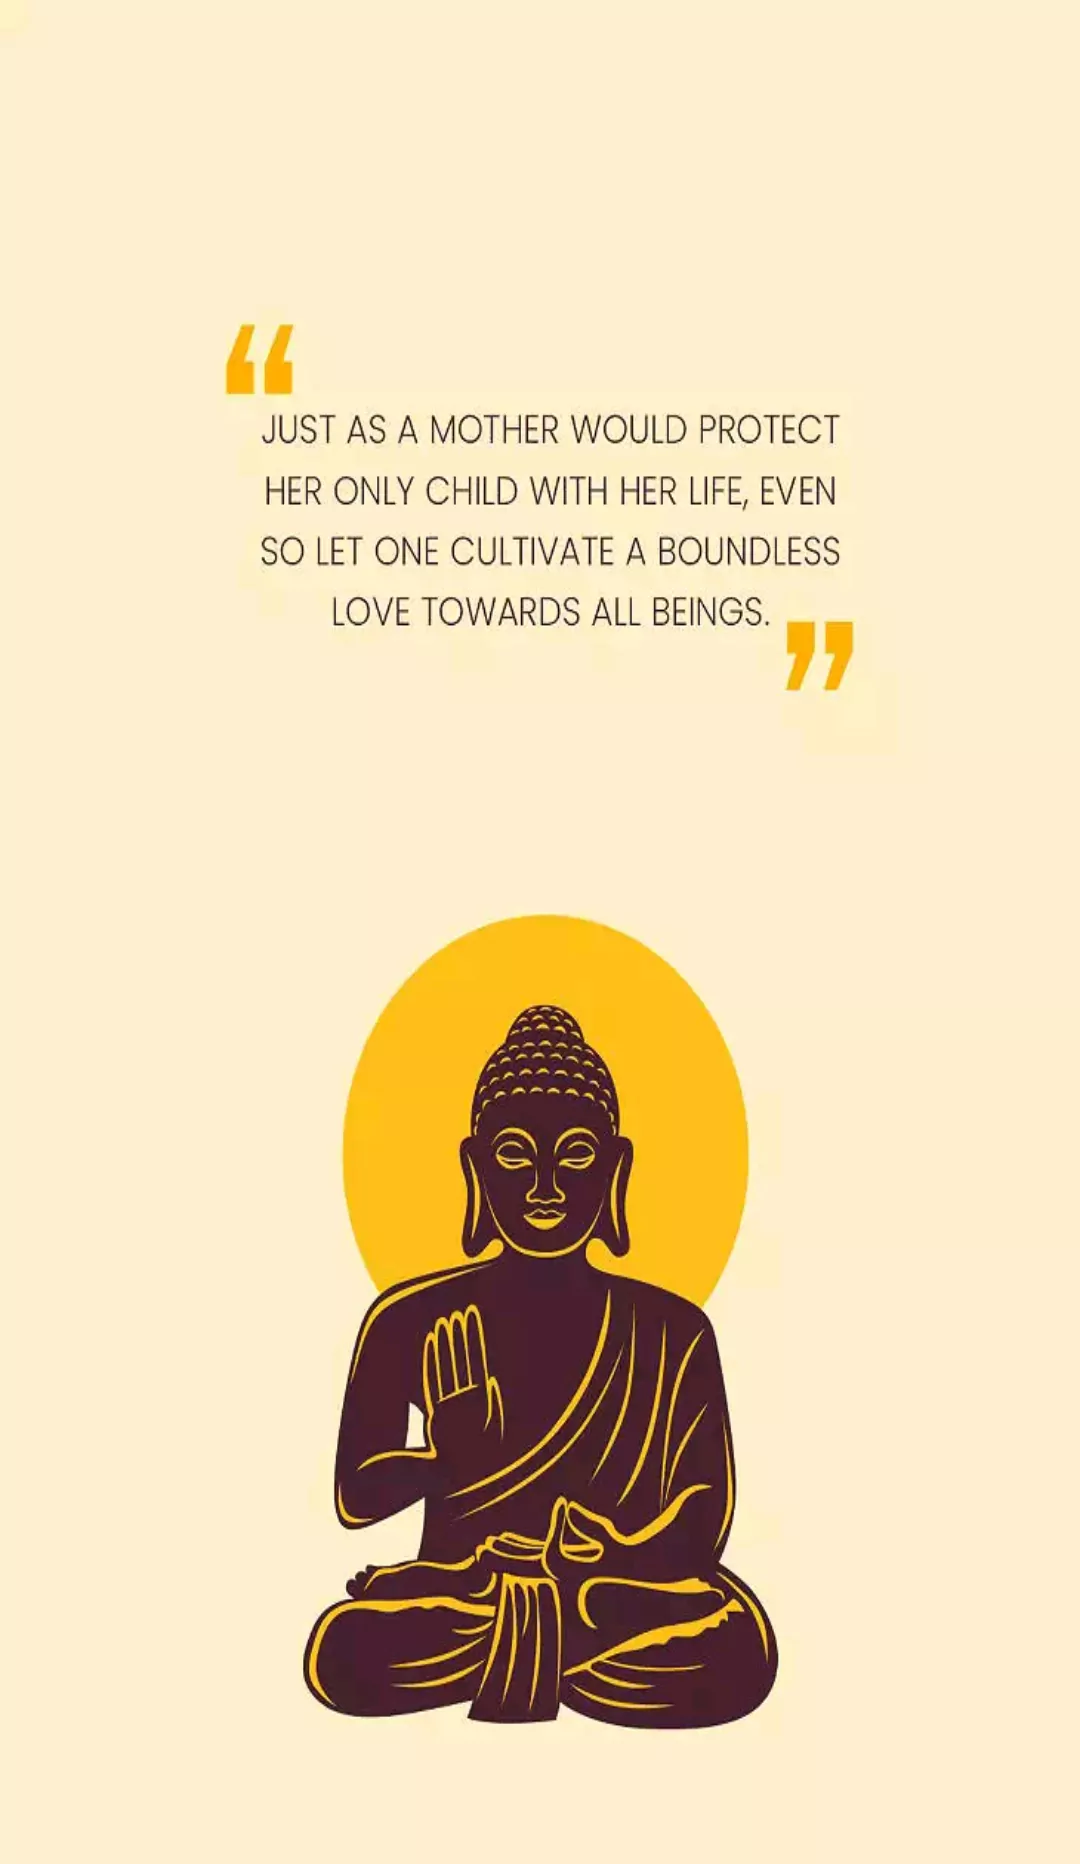 “
JUST AS A MOTHER WOULD PROTECT
HER ONLY CHILD WITH HER LIFE, EVEN
SO LET ONE CULTIVATE A BOUNDLESS
LOVE TOWARDS ALL BEINGS.
”